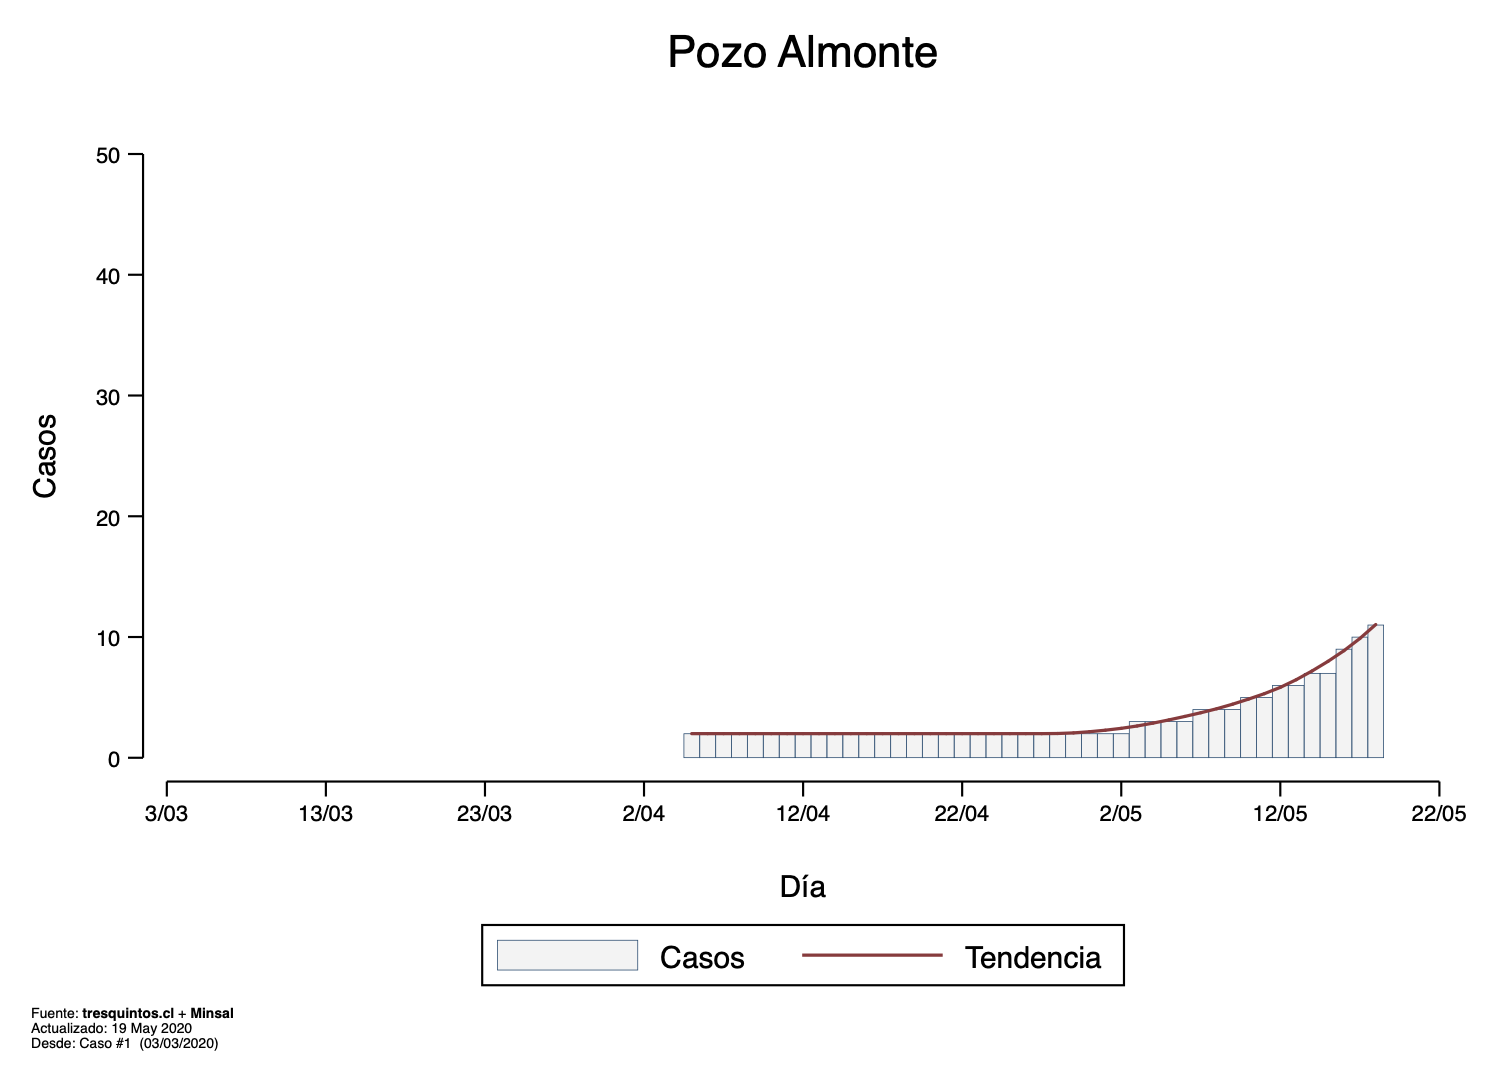 Pozo Almonte
50
40
30
20
10
0
Casos
3/03 13/03 23/03 2/04 12/04 22/04 2/05 12/05 22/05
Día
Casos Tendencia
Fuente: tresquintos.cl + Minsal
Actualizado: 19 May 2020
Desde: Caso #1 (03/03/2020)